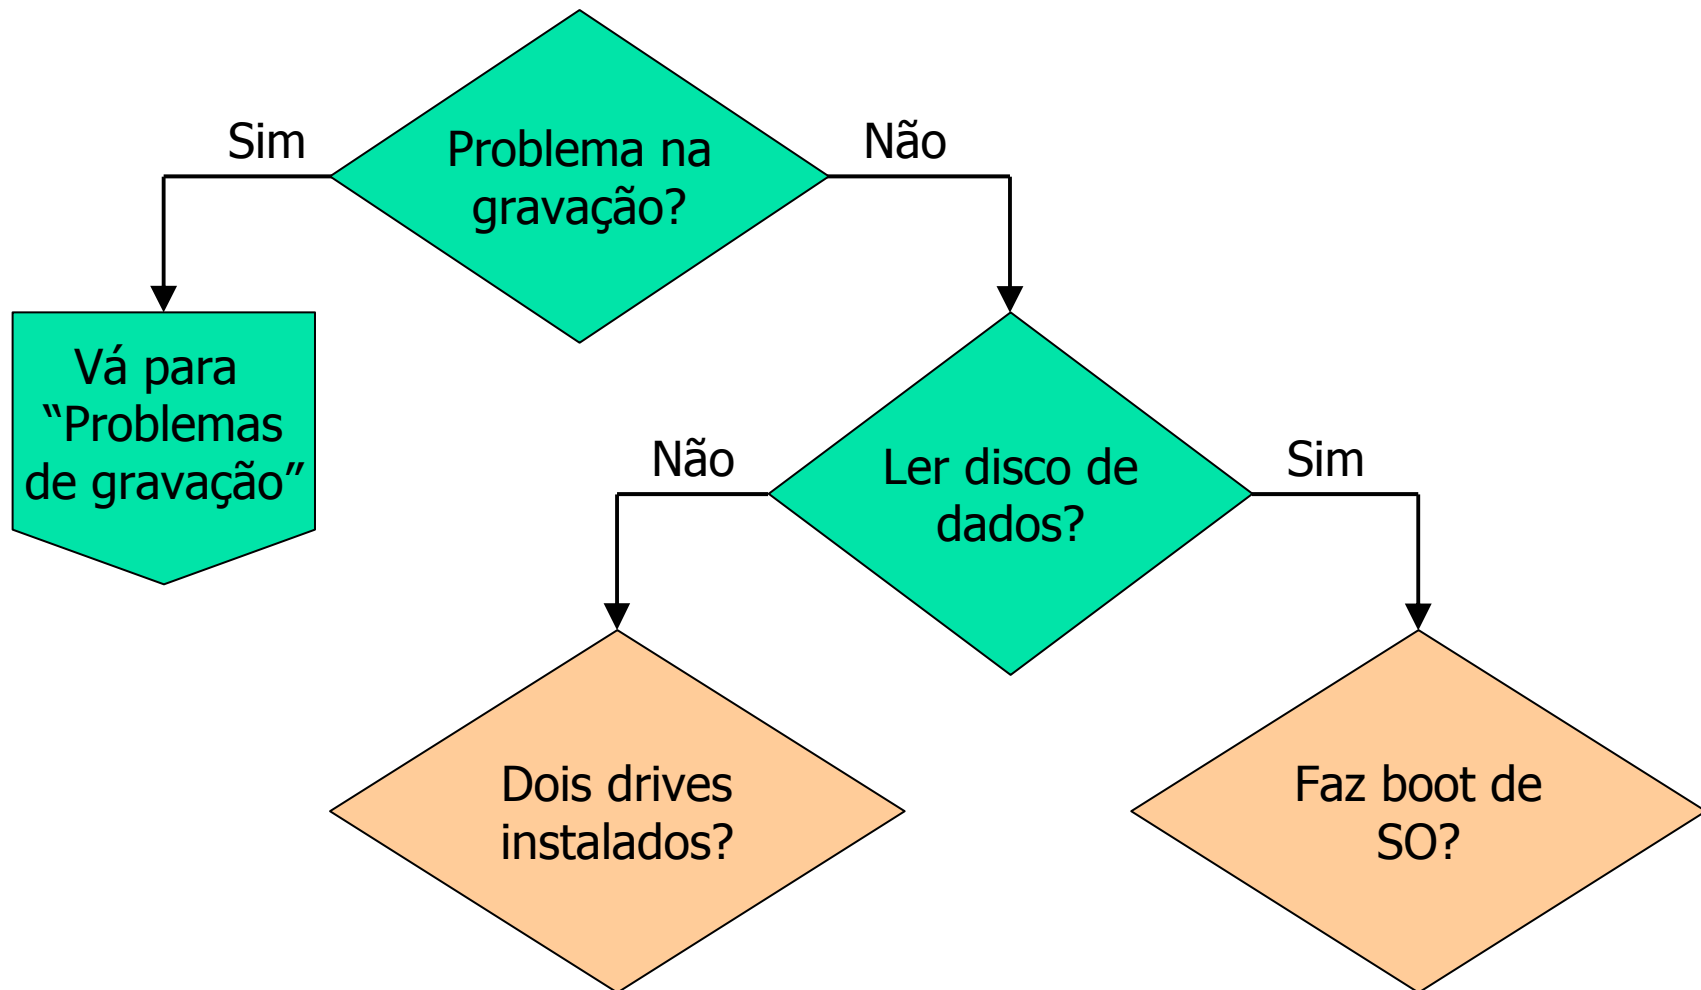 Sim
Problema na
gravação?
Não
Vá para
“Problemas
de gravação”
Não
Ler disco de
dados?
Sim
Dois drives
instalados?
Faz boot de
SO?